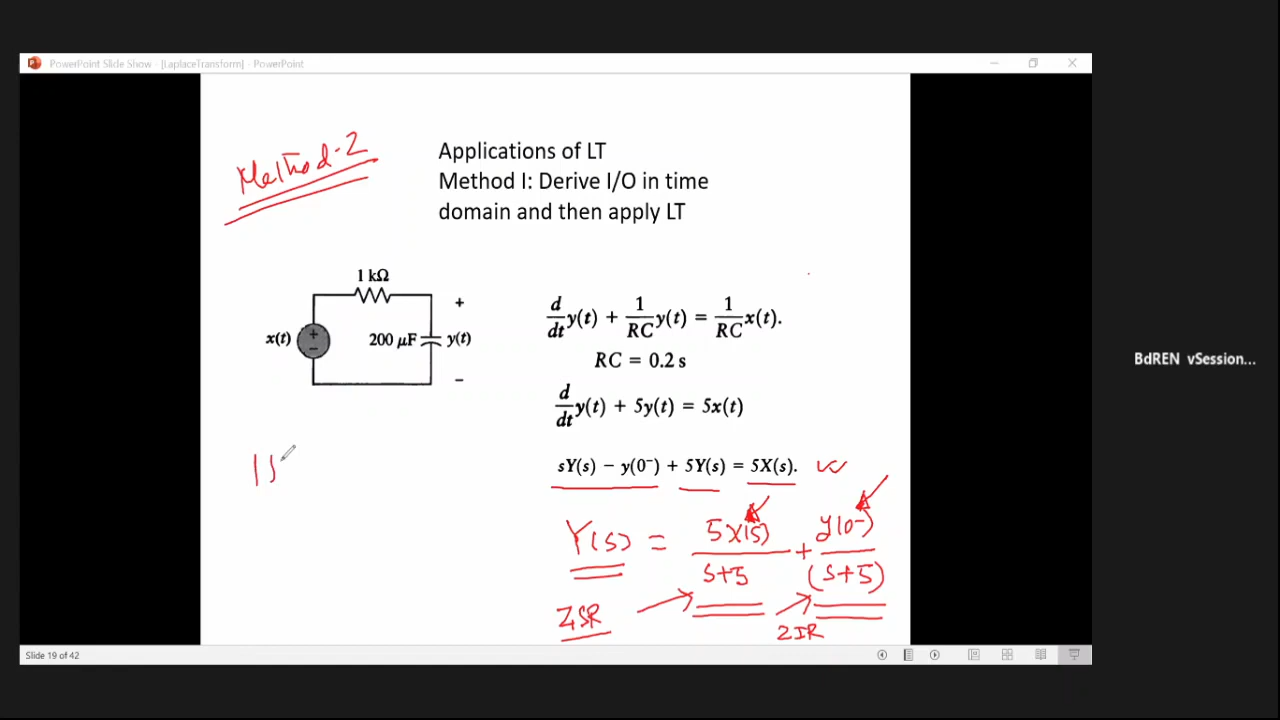 PowerPoint Slide Show - [LaplaceTransform] - PowerPoint
Method-2
Applications of LT
Method I: Derive I/O in time
domain and then apply LT
1 kΩ
x(t)
+
−
200 μF
+
y(t)
−
d/dt y(t) + 1/RC y(t) = 1/RC x(t).
RC = 0.2 s
d/dt y(t) + 5y(t) = 5x(t)
sY(s) − y(0⁻) + 5Y(s) = 5X(s).
Y(s) = 5X(s)/s+5 + y(0-)/(s+5)
ZSR
ZIR
BdREN vSession...
Slide 19 of 42